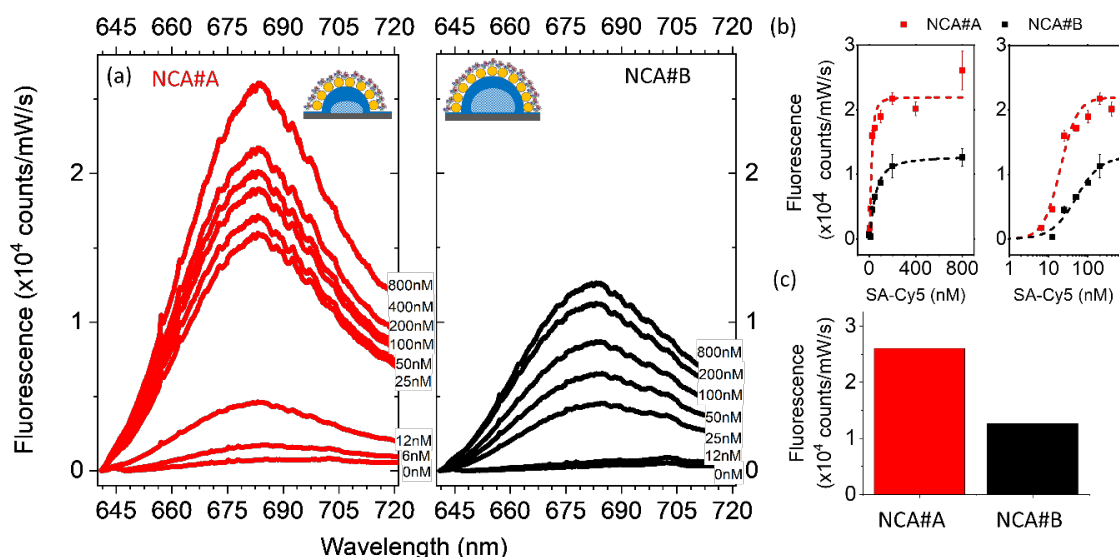 645 660 675 690 705 720
645 660 675 690 705 720
(a)
NCA#A
NCA#B
Fluorescence (x10⁴ counts/mW/s)
2
1
0
2
1
0
800nM
400nM
200nM
100nM
50nM
25nM
12nM
6nM
0nM
800nM
200nM
100nM
50nM
25nM
12nM
0nM
645 660 675 690 705 720
645 660 675 690 705 720
Wavelength (nm)
(b)
NCA#A
NCA#B
Fluorescence
(x10⁴ counts/mW/s)
3
2
1
0
3
2
1
0
0 400 800
1 10 100
SA-Cy5 (nM)
SA-Cy5 (nM)
(c)
Fluorescence
(x10⁴ counts/mW/s)
3
2
1
0
NCA#A
NCA#B